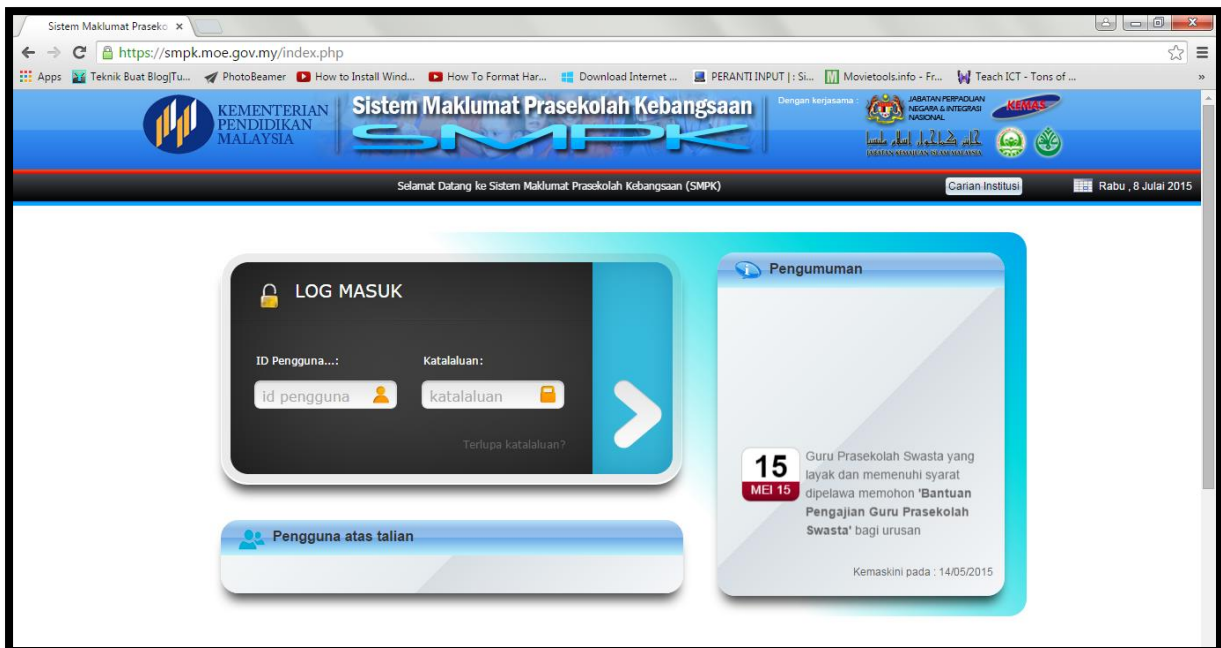 Sistem Maklumat Praseko
https://smpk.moe.gov.my/index.php
Apps Teknik Buat Blog|Tu... PhotoBeamer How to Install Wind... How To Format Har... Download Internet ... PERANTI INPUT | : Si... Movietools.info - Fr... Teach ICT - Tons of ... »
KEMENTERIAN
PENDIDIKAN
MALAYSIA
Sistem Maklumat Prasekolah Kebangsaan
SMPK
Dengan kerjasama :
JABATAN PERPADUAN
NEGARA & INTEGRASI
NASIONAL
KEMAS
JABATAN KEMAJUAN ISLAM MALAYSIA
Selamat Datang ke Sistem Maklumat Prasekolah Kebangsaan (SMPK)
Carian Institusi
Rabu , 8 Julai 2015
LOG MASUK
ID Pengguna...: Katalaluan:
id pengguna katalaluan
Terlupa katalaluan?
Pengguna atas talian
Pengumuman
15
MEI 15
Guru Prasekolah Swasta yang
layak dan memenuhi syarat
dipelawa memohon 'Bantuan
Pengajian Guru Prasekolah
Swasta' bagi urusan
Kemaskini pada : 14/05/2015